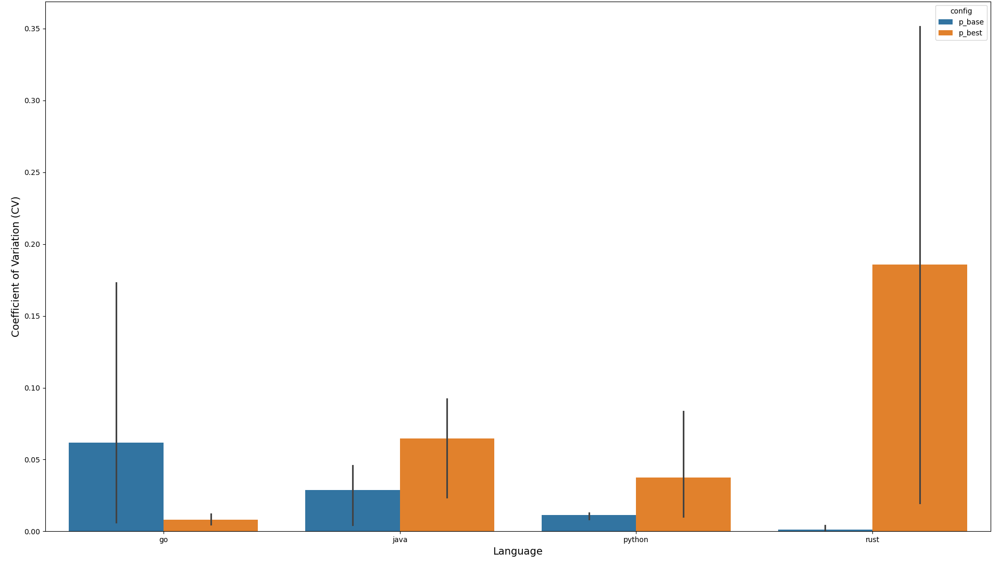 config
p_base
p_best
0.35
0.30
0.25
0.20
0.15
0.10
0.05
0.00
Coefficient of Variation (CV)
go
java
python
rust
Language